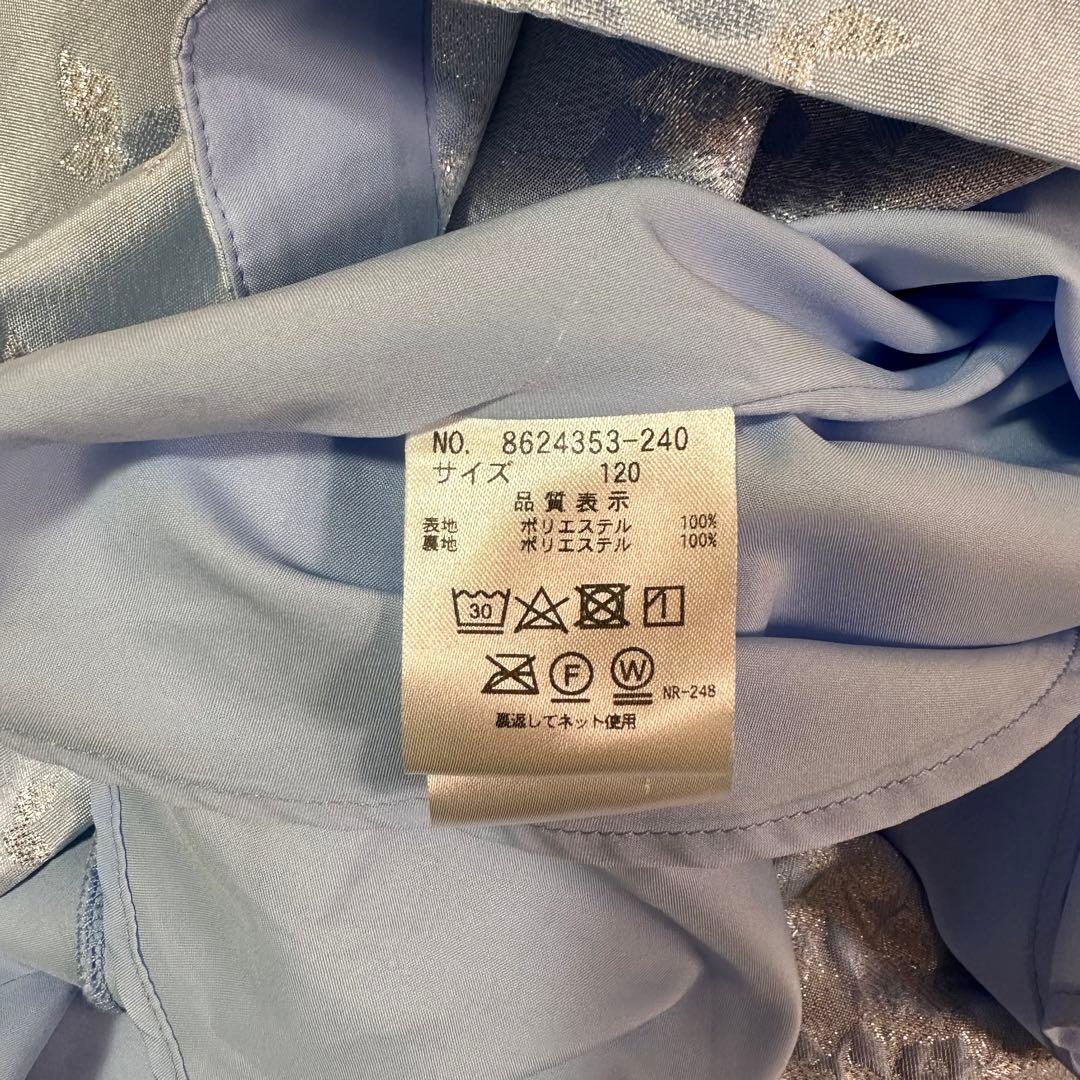 NO. 8624353-240
サイズ 120
品質表示
表地 ポリエステル 100%
裏地 ポリエステル 100%
30
F W NR-248
裏返してネット使用